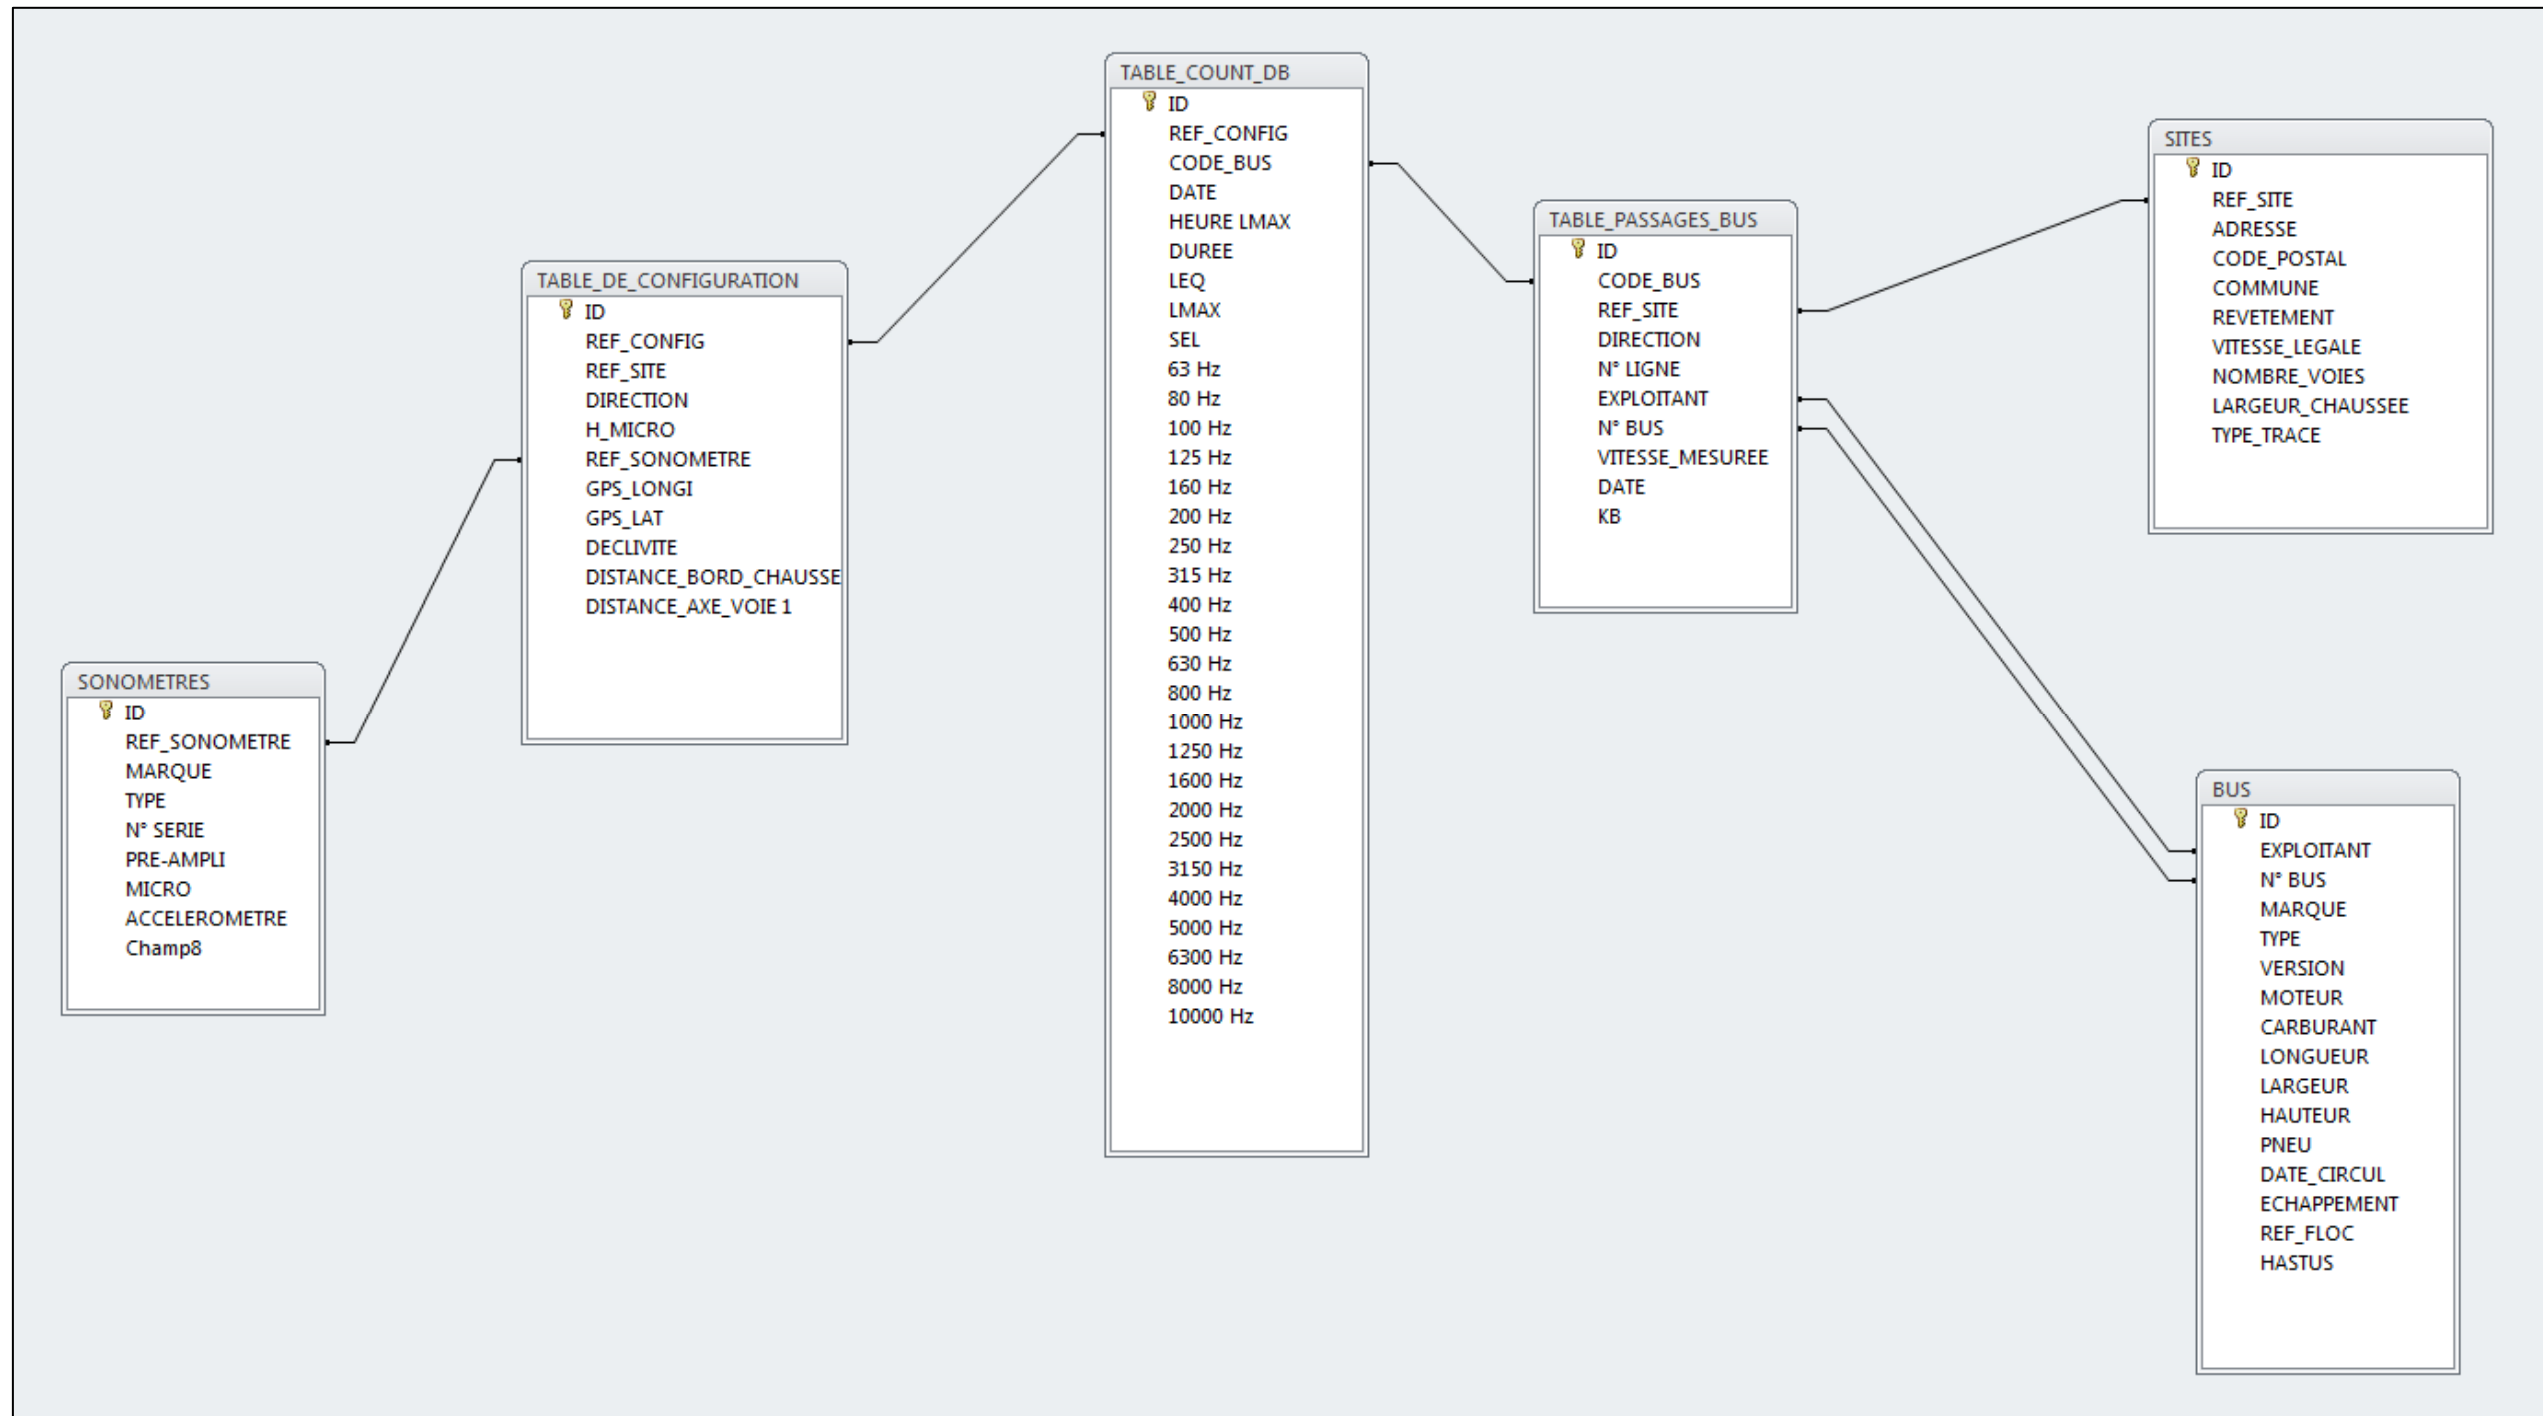 SONOMETRES
ID
REF_SONOMETRE
MARQUE
TYPE
N° SERIE
PRE-AMPLI
MICRO
ACCELEROMETRE
Champ8
TABLE_DE_CONFIGURATION
ID
REF_CONFIG
REF_SITE
DIRECTION
H_MICRO
REF_SONOMETRE
GPS_LONGI
GPS_LAT
DECLIVITE
DISTANCE_BORD_CHAUSSE
DISTANCE_AXE_VOIE 1
TABLE_COUNT_DB
ID
REF_CONFIG
CODE_BUS
DATE
HEURE LMAX
DUREE
LEQ
LMAX
SEL
63 Hz
80 Hz
100 Hz
125 Hz
160 Hz
200 Hz
250 Hz
315 Hz
400 Hz
500 Hz
630 Hz
800 Hz
1000 Hz
1250 Hz
1600 Hz
2000 Hz
2500 Hz
3150 Hz
4000 Hz
5000 Hz
6300 Hz
8000 Hz
10000 Hz
TABLE_PASSAGES_BUS
ID
CODE_BUS
REF_SITE
DIRECTION
N° LIGNE
EXPLOITANT
N° BUS
VITESSE_MESUREE
DATE
KB
SITES
ID
REF_SITE
ADRESSE
CODE_POSTAL
COMMUNE
REVETEMENT
VITESSE_LEGALE
NOMBRE_VOIES
LARGEUR_CHAUSSEE
TYPE_TRACE
BUS
ID
EXPLOITANT
N° BUS
MARQUE
TYPE
VERSION
MOTEUR
CARBURANT
LONGUEUR
LARGEUR
HAUTEUR
PNEU
DATE_CIRCUL
ECHAPPEMENT
REF_FLOC
HASTUS